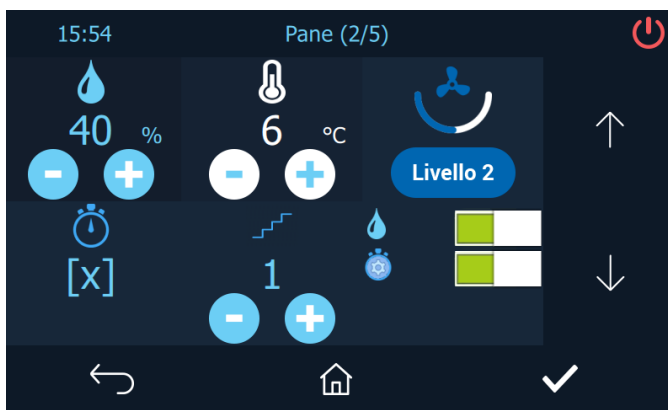 15:54 Pane (2/5)
40 % 6 °C
- + - + Livello 2
[x] 1
- +